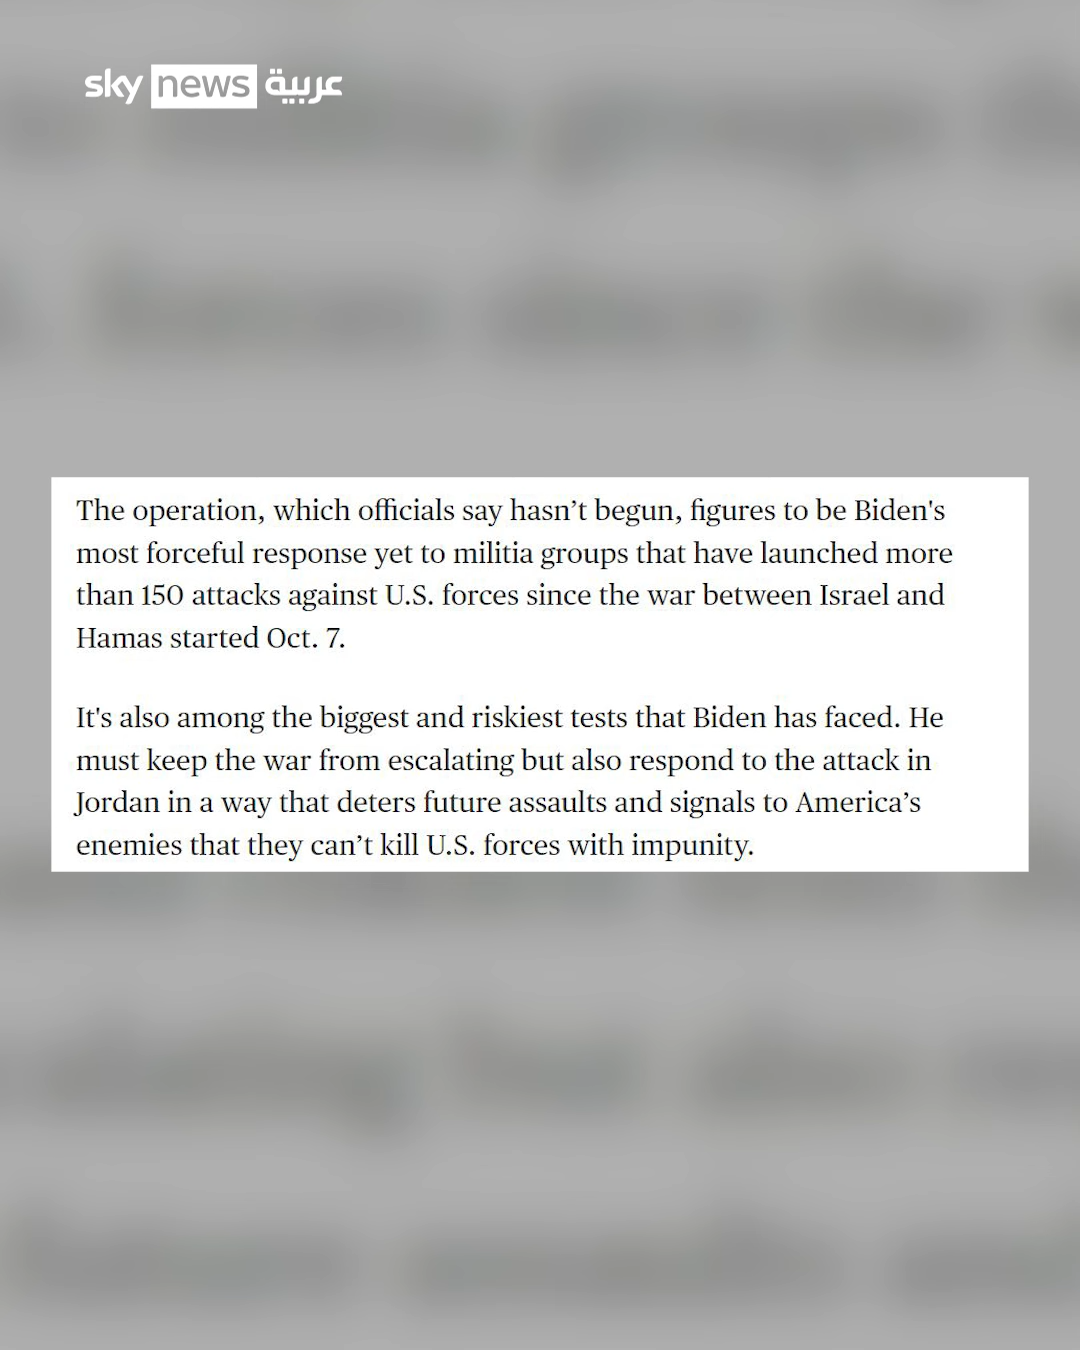 sky news عربية
The operation, which officials say hasn’t begun, figures to be Biden's
most forceful response yet to militia groups that have launched more
than 150 attacks against U.S. forces since the war between Israel and
Hamas started Oct. 7.
It's also among the biggest and riskiest tests that Biden has faced. He
must keep the war from escalating but also respond to the attack in
Jordan in a way that deters future assaults and signals to America’s
enemies that they can’t kill U.S. forces with impunity.